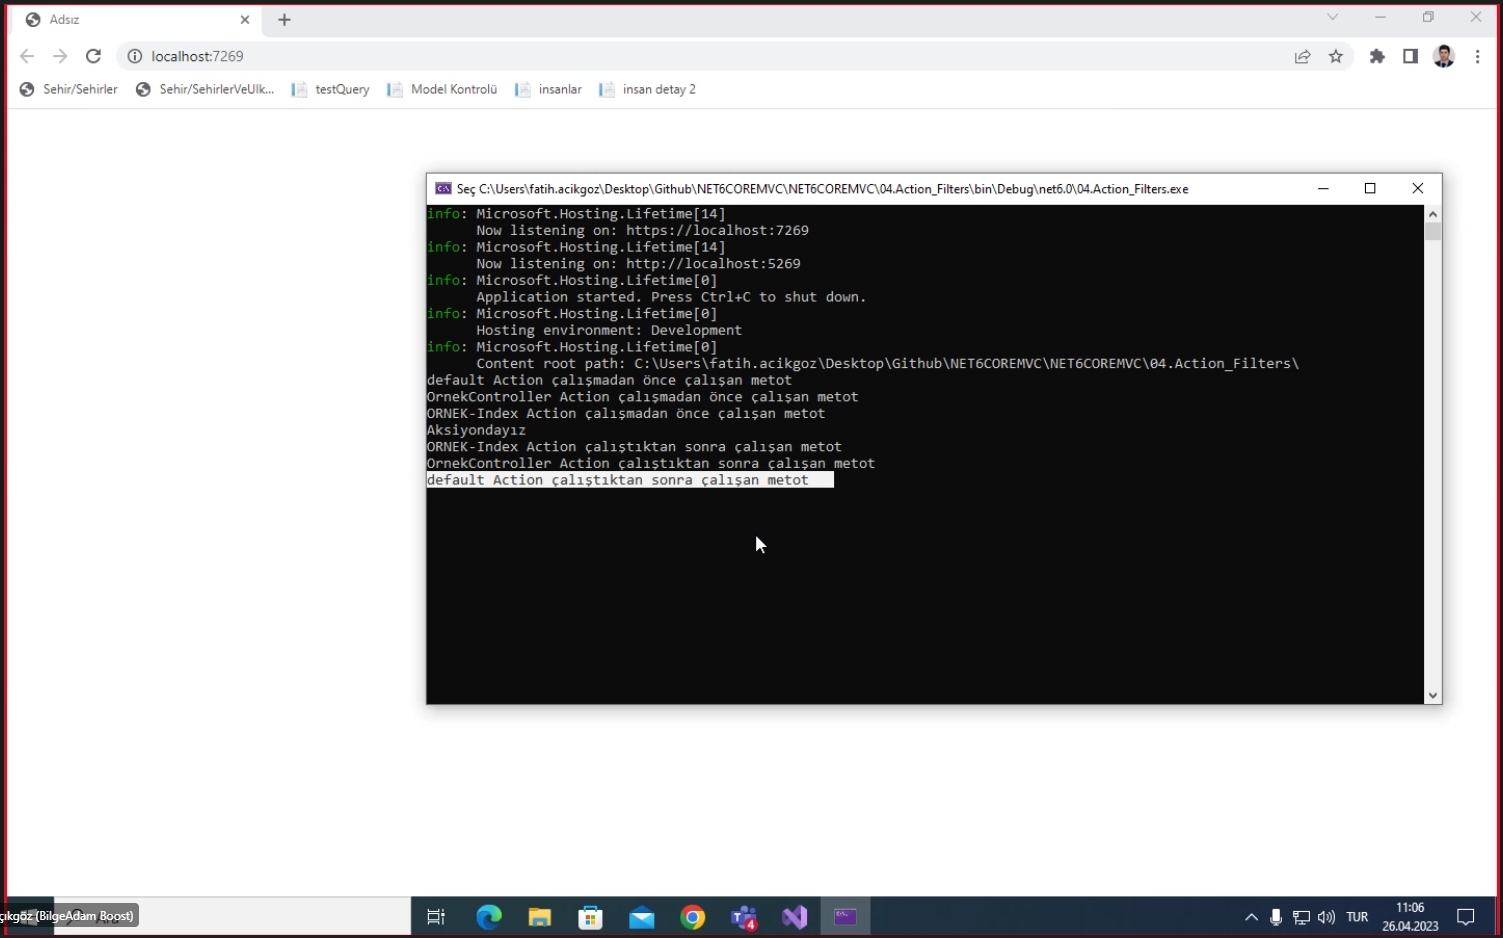 Adsız
localhost:7269
Sehir/Sehirler
Sehir/SehirlerVeUlk...
testQuery
Model Kontrolü
insanlar
insan detay 2
Seç C:\Users\fatih.acikgoz\Desktop\Github\NET6COREMVC\NET6COREMVC\04.Action_Filters\bin\Debug\net6.0\04.Action_Filters.exe
info: Microsoft.Hosting.Lifetime[14]
Now listening on: https://localhost:7269
info: Microsoft.Hosting.Lifetime[14]
Now listening on: http://localhost:5269
info: Microsoft.Hosting.Lifetime[0]
Application started. Press Ctrl+C to shut down.
info: Microsoft.Hosting.Lifetime[0]
Hosting environment: Development
info: Microsoft.Hosting.Lifetime[0]
Content root path: C:\Users\fatih.acikgoz\Desktop\Github\NET6COREMVC\NET6COREMVC\04.Action_Filters\
default Action çalışmadan önce çalışan metot
OrnekController Action çalışmadan önce çalışan metot
ORNEK-Index Action çalışmadan önce çalışan metot
Aksiyondayız
ORNEK-Index Action çalıştıktan sonra çalışan metot
OrnekController Action çalıştıktan sonra çalışan metot
default Action çalıştıktan sonra çalışan metot
çıkgöz (BilgeAdam Boost)
4
TUR
11:06
26.04.2023